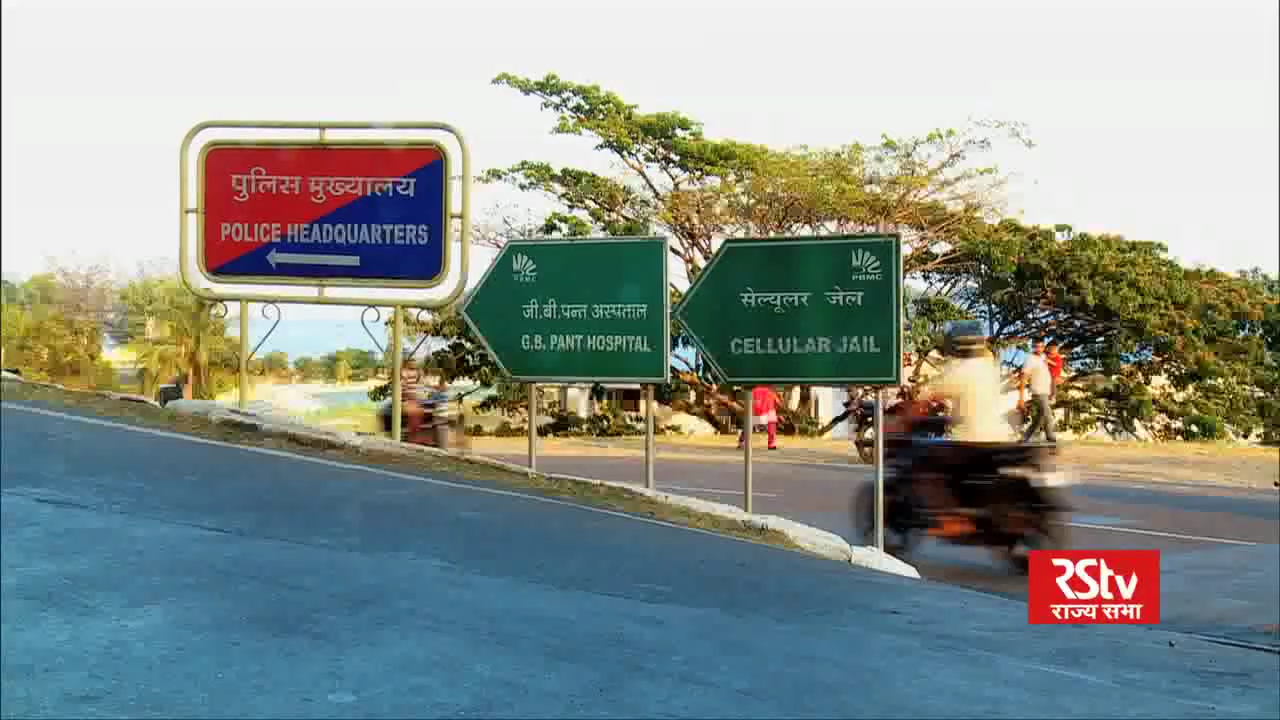 पुलिस मुख्यालय
POLICE HEADQUARTERS
PBMC
जी.बी.पन्त अस्पताल
G.B. PANT HOSPITAL
PBMC
सेल्यूलर जेल
CELLULAR JAIL
RStv
राज्य सभा